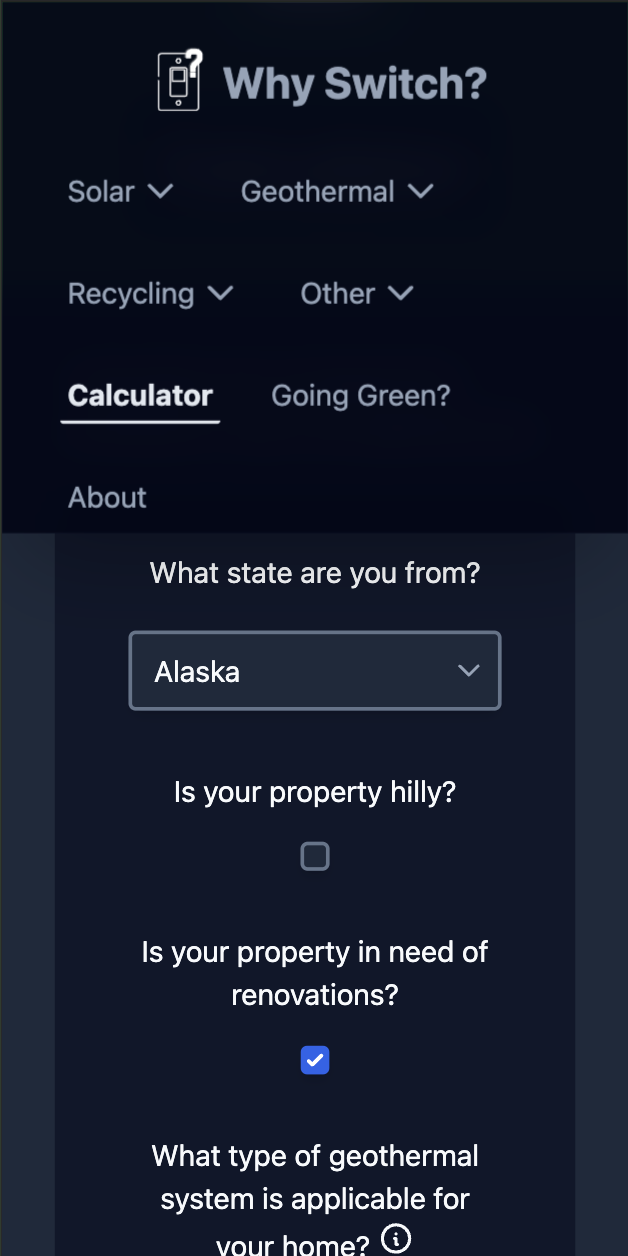 Why Switch?
Solar Geothermal
Recycling Other
Calculator Going Green?
About
What state are you from?
Alaska
Is your property hilly?
Is your property in need of
renovations?
What type of geothermal
system is applicable for
your home?